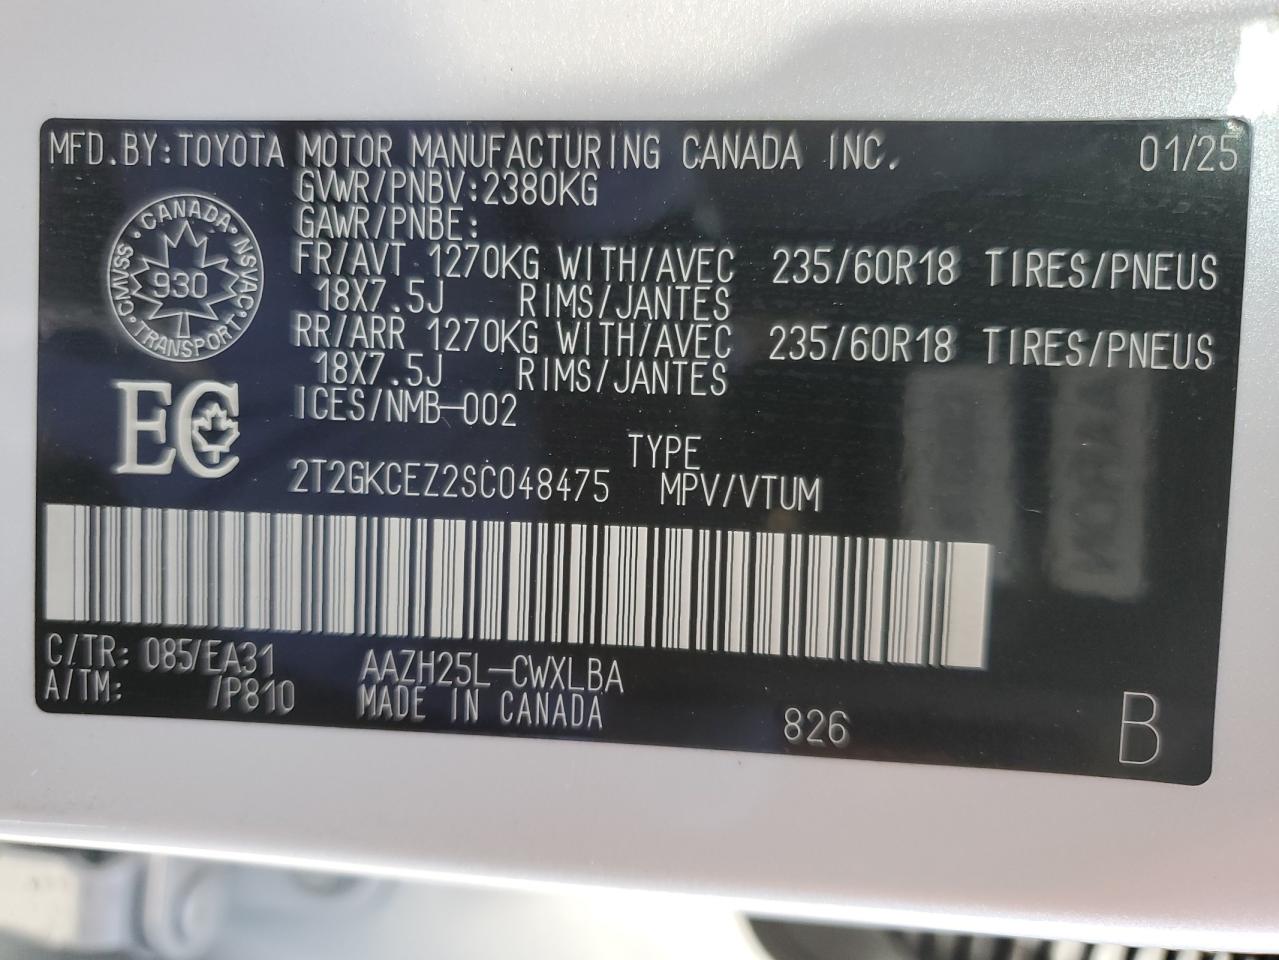 MFD.BY:TOYOTA MOTOR MANUFACTURING CANADA INC. 01/25
GVWR/PNBV:2380KG
GAWR/PNBE:
FR/AVT 1270KG WITH/AVEC 235/60R18 TIRES/PNEUS
18X7.5J RIMS/JANTES
RR/ARR 1270KG WITH/AVEC 235/60R18 TIRES/PNEUS
18X7.5J RIMS/JANTES
ICES/NMB-002
CMVSS · CANADA · NSVAC
930
· TRANSPORT ·
EC
TYPE
2T2GKCEZ2SC048475 MPV/VTUM
C/TR: 085/EA31 AAZH25L-CWXLBA
A/TM: /P810 MADE IN CANADA
826 B